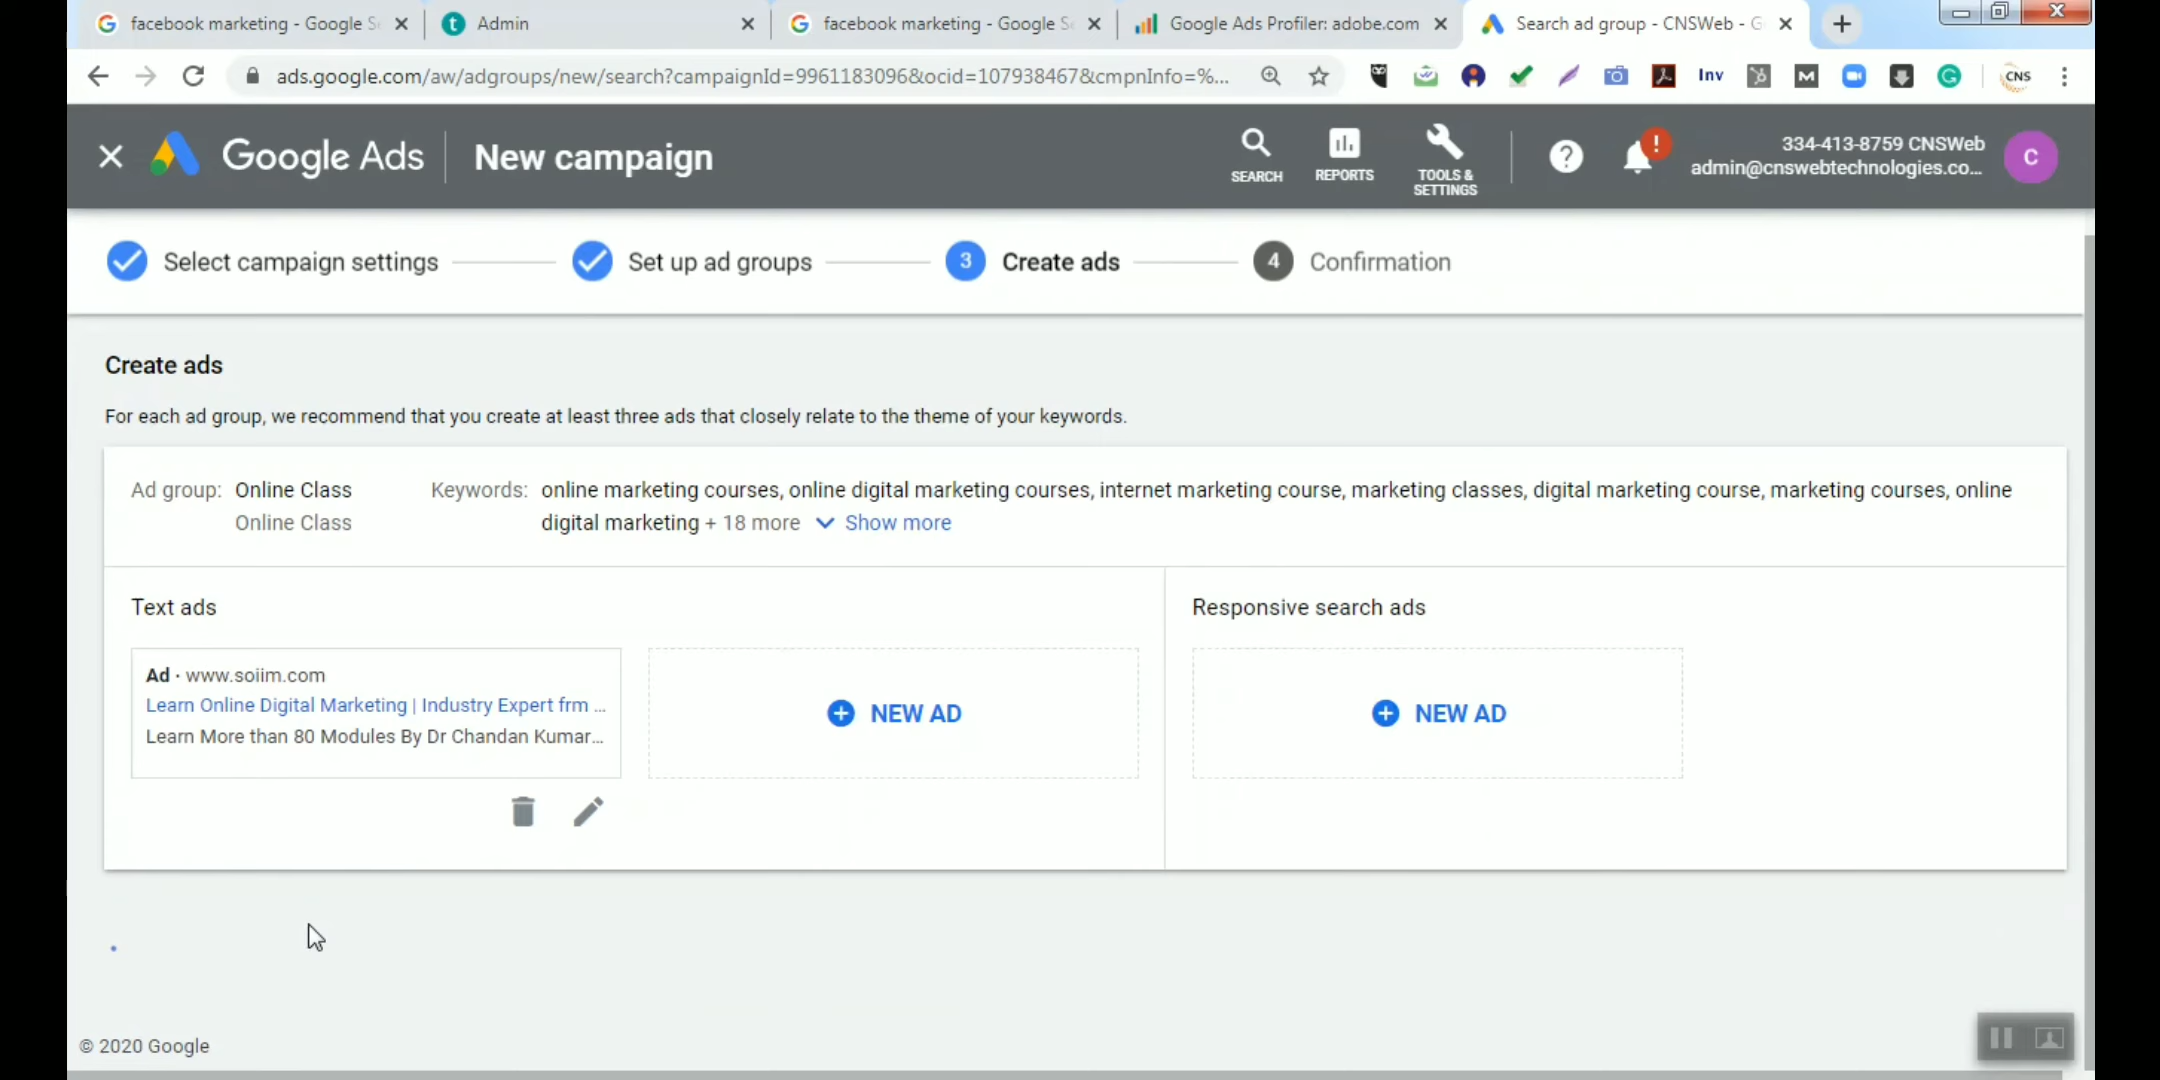 facebook marketing - Google S
Admin
facebook marketing - Google S
Google Ads Profiler: adobe.com
Search ad group - CNSWeb - G
ads.google.com/aw/adgroups/new/search?campaignId=9961183096&ocid=107938467&cmpnInfo=%...
Inv
M
CNS
Google Ads
New campaign
SEARCH
REPORTS
TOOLS &
SETTINGS
334-413-8759 CNSWeb
admin@cnswebtechnologies.co...
C
Select campaign settings
Set up ad groups
3 Create ads
4 Confirmation
Create ads
For each ad group, we recommend that you create at least three ads that closely relate to the theme of your keywords.
Ad group: Online Class
Online Class
Keywords: online marketing courses, online digital marketing courses, internet marketing course, marketing classes, digital marketing course, marketing courses, online
digital marketing + 18 more Show more
Text ads
Responsive search ads
Ad · www.soiim.com
Learn Online Digital Marketing | Industry Expert frm ...
Learn More than 80 Modules By Dr Chandan Kumar...
NEW AD
NEW AD
© 2020 Google